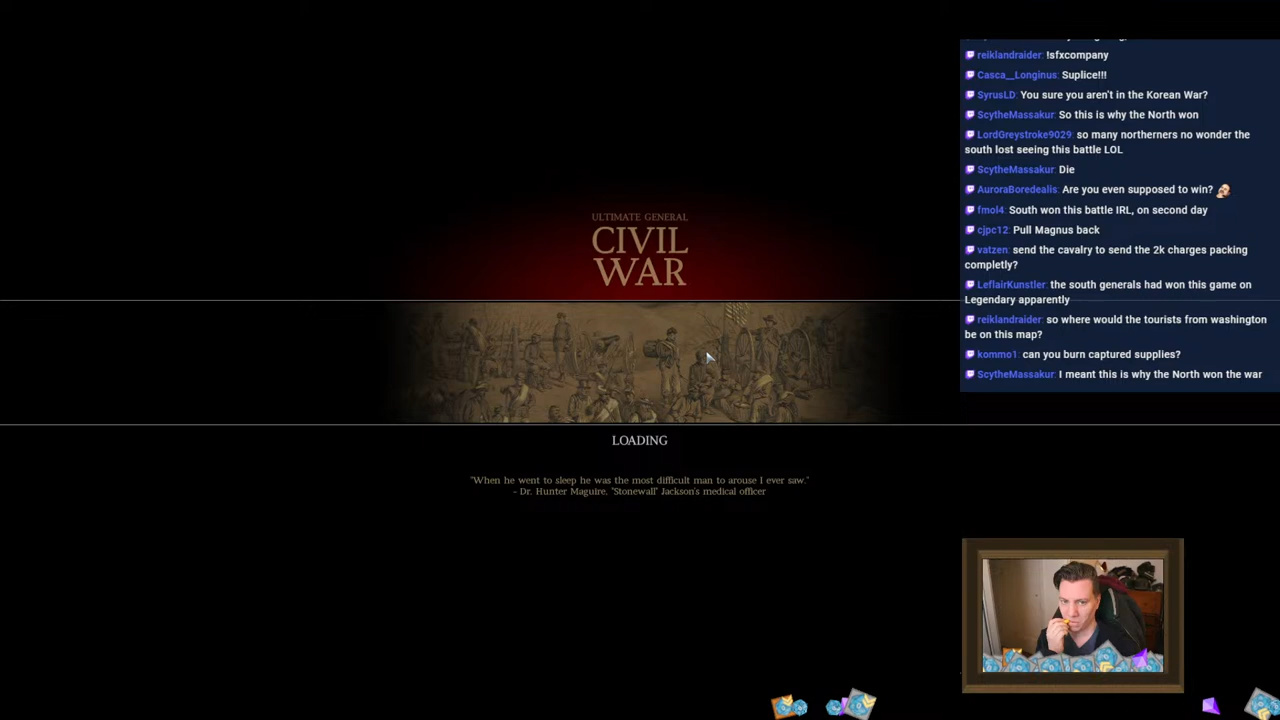 ULTIMATE GENERAL
CIVIL
WAR
LOADING
"When he went to sleep he was the most difficult man to arouse I ever saw."
- Dr. Hunter Maguire, "Stonewall" Jackson's medical officer
reiklandraider: !sfxcompany
Casca__Longinus: Suplice!!!
SyrusLD: You sure you aren't in the Korean War?
ScytheMassakur: So this is why the North won
LordGreystroke9029: so many northerners no wonder the
south lost seeing this battle LOL
ScytheMassakur: Die
AuroraBoredealis: Are you even supposed to win?
fmol4: South won this battle IRL, on second day
cjpc12: Pull Magnus back
vatzen: send the cavalry to send the 2k charges packing
completly?
LeflairKunstler: the south generals had won this game on
Legendary apparently
reiklandraider: so where would the tourists from washington
be on this map?
kommo1: can you burn captured supplies?
ScytheMassakur: I meant this is why the North won the war